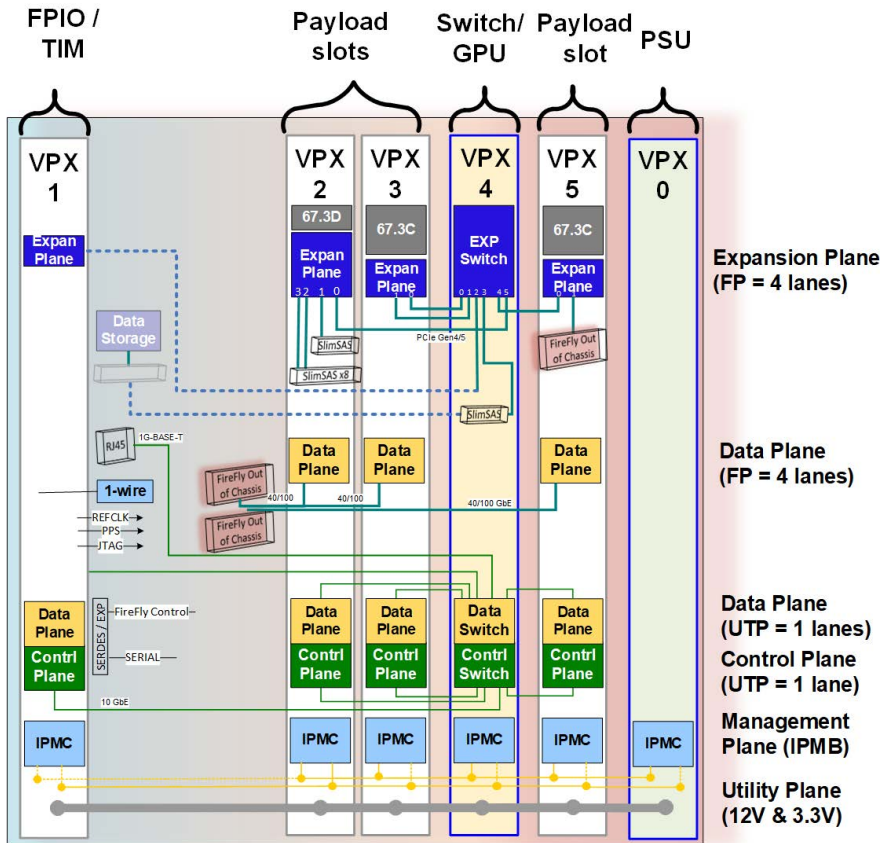 FPIO /
TIM
Payload
slots
Switch/
GPU
Payload
slot
PSU
VPX
1
VPX
2
VPX
3
VPX
4
VPX
5
VPX
0
67.3D
67.3C
67.3C
Expan
Plane
Expan
Plane
Expan
Plane
EXP
Switch
Expan
Plane
Expansion Plane
(FP = 4 lanes)
32 1 0
1 0
0 1 2 3 4 5
0 1
PCIe Gen4/5
Data
Storage
SlimSAS
SlimSAS x8
SlimSAS
FireFly Out
of Chassis
RJ45
1G-BASE-T
Data
Plane
Data
Plane
Data
Plane
Data Plane
(FP = 4 lanes)
1-wire
FireFly Out
of Chassis
40/100
40/100
40/100 GbE
FireFly Out
of Chassis
REFCLK
PPS
JTAG
Data
Plane
Contrl
Plane
SERDES / EXP
FireFly Control
SERIAL
Data
Plane
Contrl
Plane
Data
Plane
Contrl
Plane
Data
Switch
Contrl
Switch
Data
Plane
Contrl
Plane
Data Plane
(UTP = 1 lanes)
Control Plane
(UTP = 1 lane)
10 GbE
IPMC
IPMC
IPMC
IPMC
IPMC
IPMC
Management
Plane (IPMB)
Utility Plane
(12V & 3.3V)